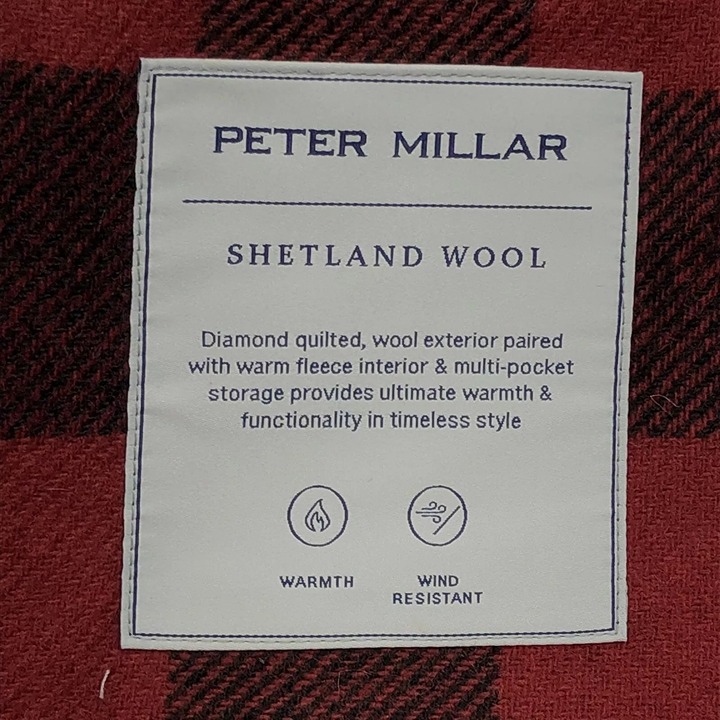 PETER MILLAR
SHETLAND WOOL
Diamond quilted, wool exterior paired
with warm fleece interior & multi-pocket
storage provides ultimate warmth &
functionality in timeless style
WARMTH
WIND
RESISTANT